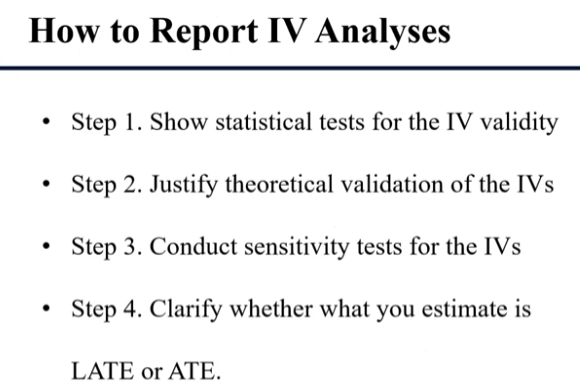 How to Report IV Analyses
• Step 1. Show statistical tests for the IV validity
• Step 2. Justify theoretical validation of the IVs
• Step 3. Conduct sensitivity tests for the IVs
• Step 4. Clarify whether what you estimate is
LATE or ATE.